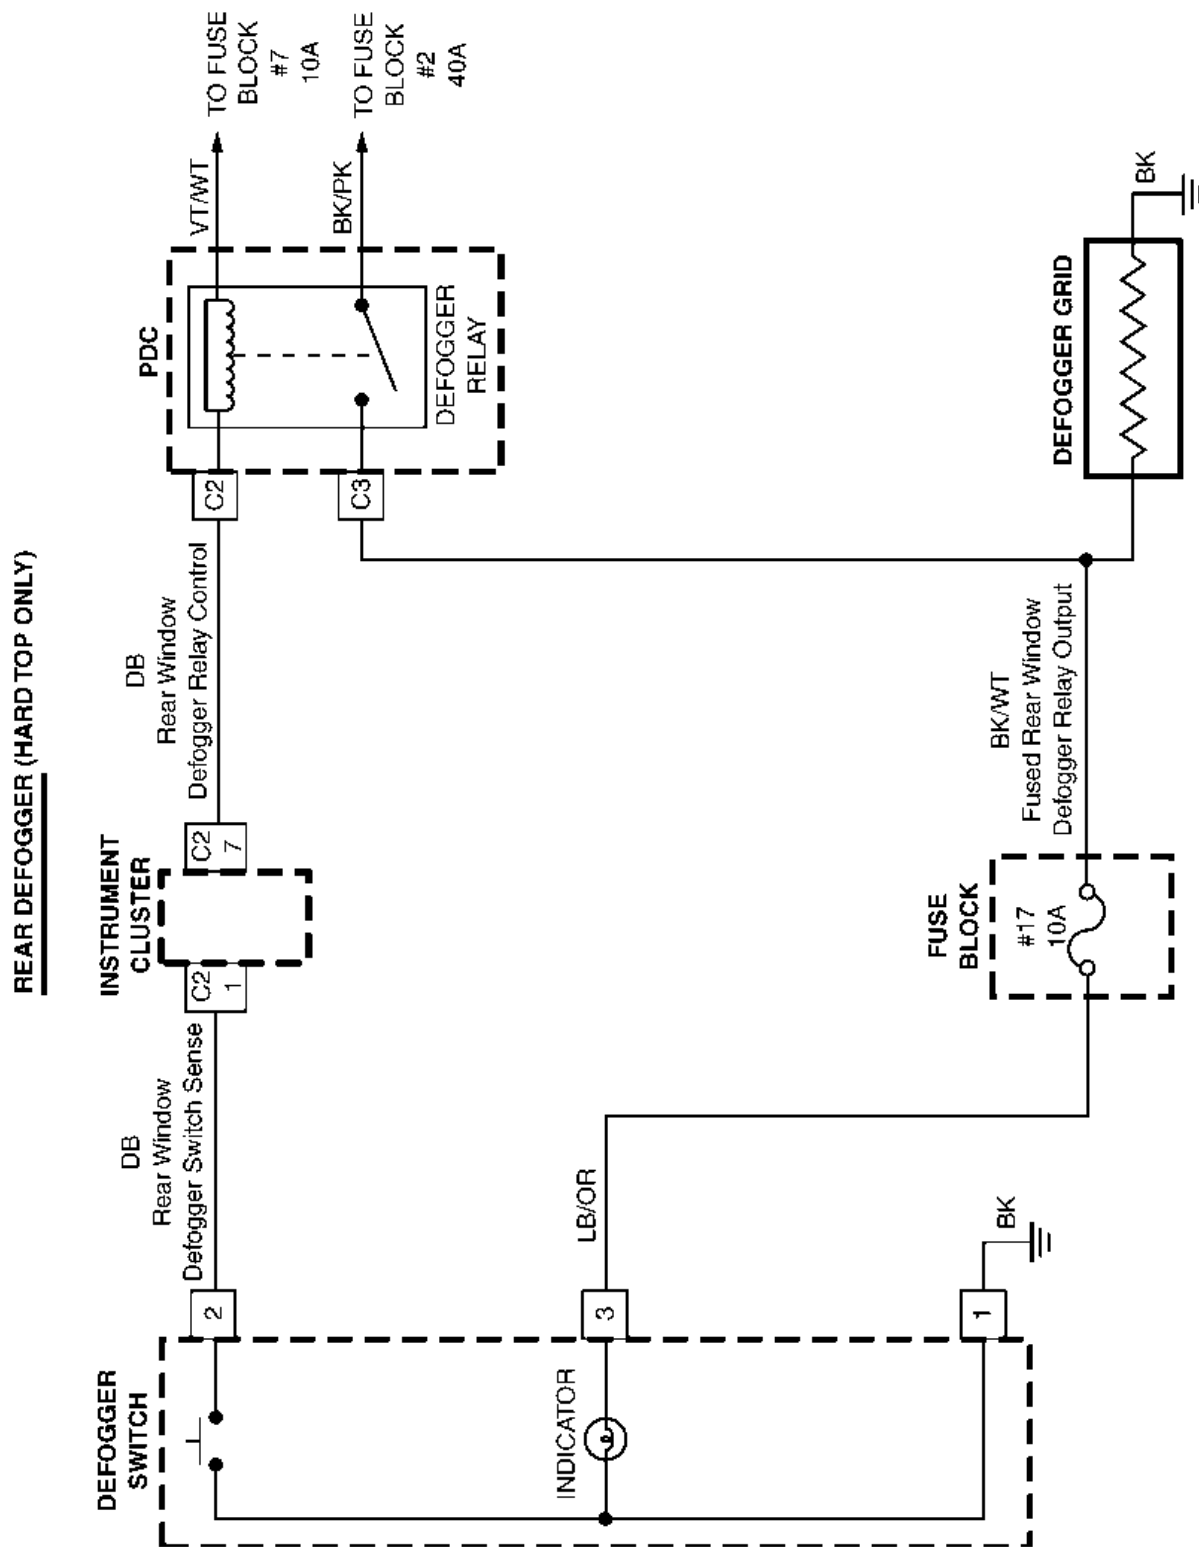 REAR DEFOGGER (HARD TOP ONLY)
DEFOGGER
SWITCH
2
DB
Rear Window
Defogger Switch Sense
INSTRUMENT
CLUSTER
C2
1
C2
7
DB
Rear Window
Defogger Relay Control
C2
PDC
VT/WT
TO FUSE
BLOCK
#7
10A
C3
DEFOGGER
RELAY
BK/PK
TO FUSE
BLOCK
#2
40A
INDICATOR
3
LB/OR
1
BK
FUSE
BLOCK
#17
10A
BK/WT
Fused Rear Window
Defogger Relay Output
DEFOGGER GRID
BK